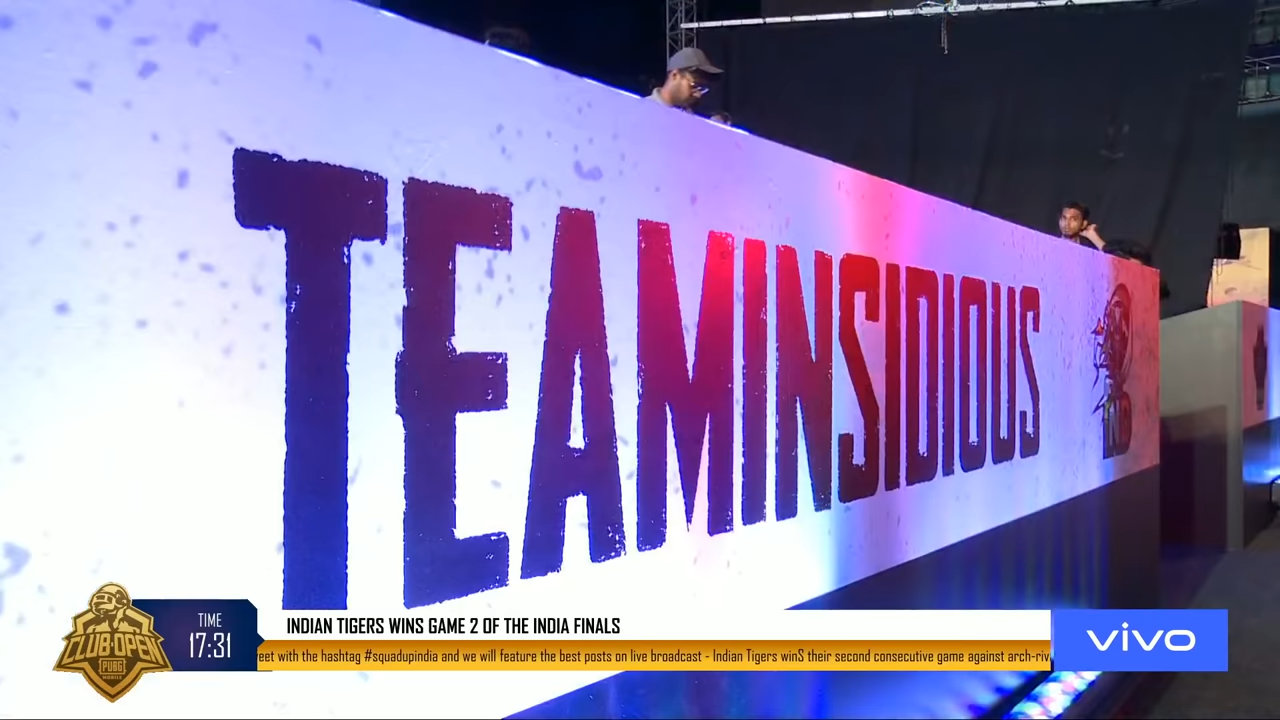 TEAMINSIDIOUS
IND
TIME
17:31
CLUB OPEN
PUBG
MOBILE
INDIAN TIGERS WINS GAME 2 OF THE INDIA FINALS
eet with the hashtag #squadupindia and we will feature the best posts on live broadcast - Indian Tigers winS their second consecutive game against arch-riv
vivo